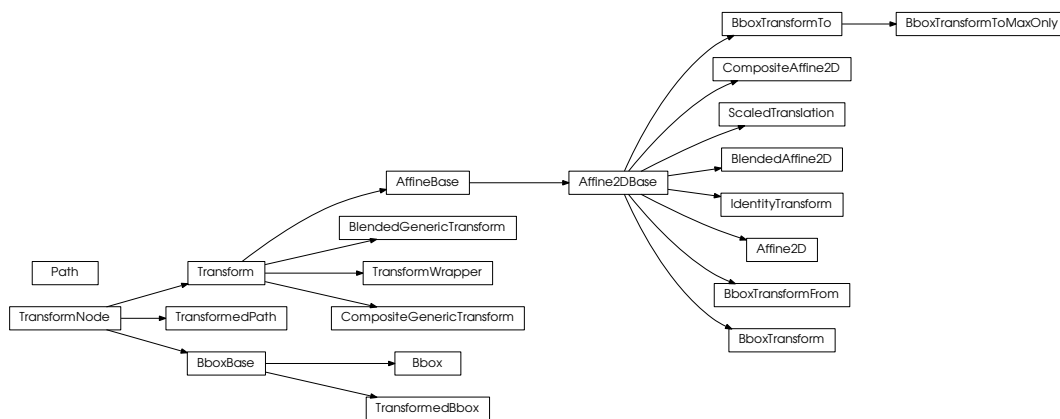 BboxTransformTo
BboxTransformToMaxOnly
CompositeAffine2D
ScaledTranslation
BlendedAffine2D
AffineBase
Affine2DBase
IdentityTransform
BlendedGenericTransform
Affine2D
Path
Transform
TransformWrapper
BboxTransformFrom
TransformNode
TransformedPath
CompositeGenericTransform
BboxTransform
BboxBase
Bbox
TransformedBbox